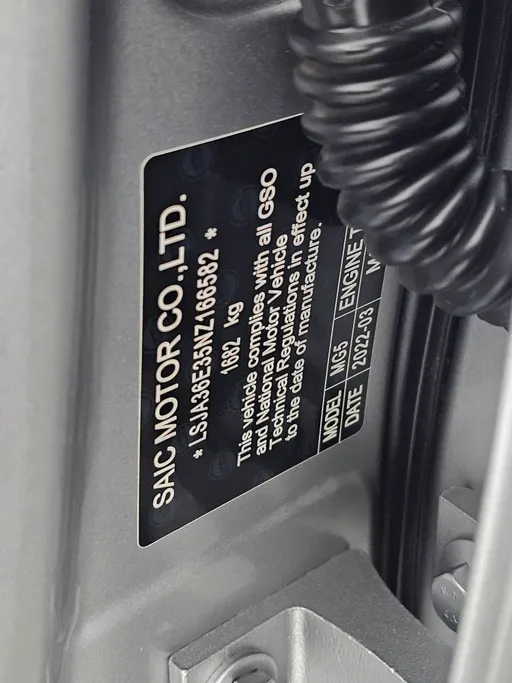 SAIC MOTOR CO.,LTD.
* LSJA36E35NZ166582 *
1682 kg
This vehicle complies with all GSO
and National Motor Vehicle
Technical Regulations in effect up
to the date of manufacture.
MODEL MG5 ENGINE
DATE 2022-03